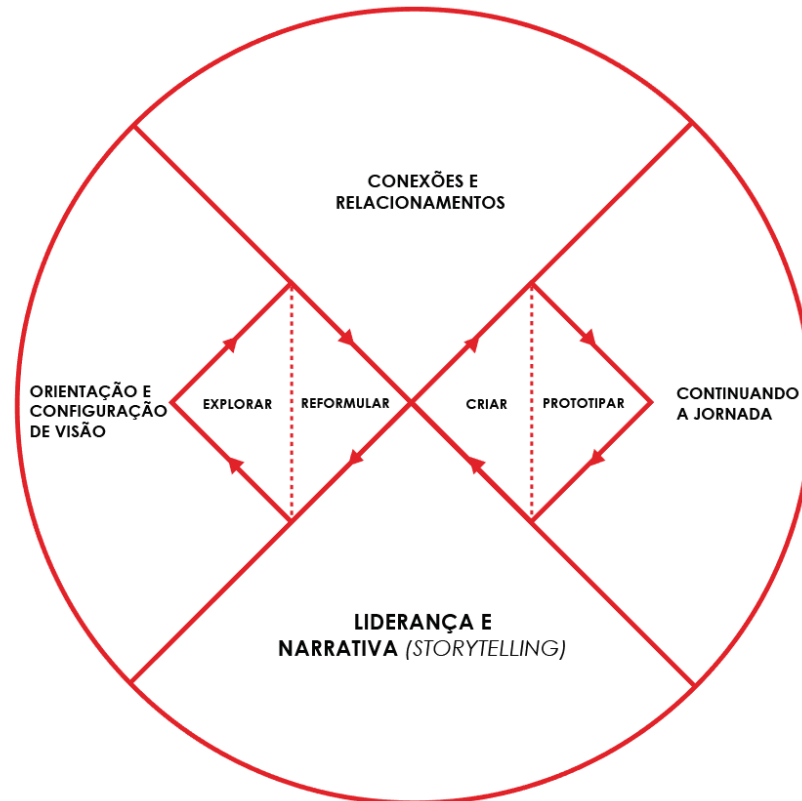 CONEXÕES E
RELACIONAMENTOS
ORIENTAÇÃO E
CONFIGURAÇÃO
DE VISÃO
EXPLORAR
REFORMULAR
CRIAR
PROTOTIPAR
CONTINUANDO
A JORNADA
LIDERANÇA E
NARRATIVA (STORYTELLING)